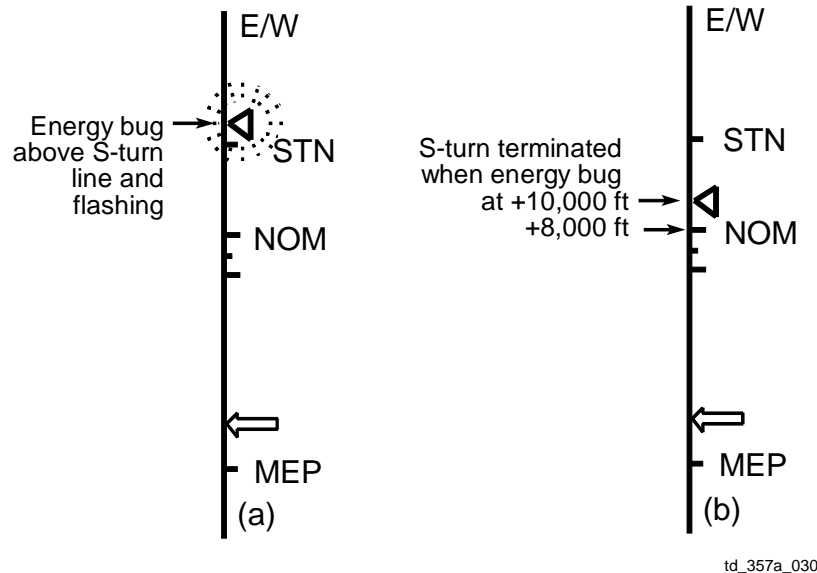 E/W
Energy bug
above S-turn
line and
flashing
STN
NOM
MEP
(a)
E/W
STN
S-turn terminated
when energy bug
at +10,000 ft
+8,000 ft
NOM
MEP
(b)
td_357a_030